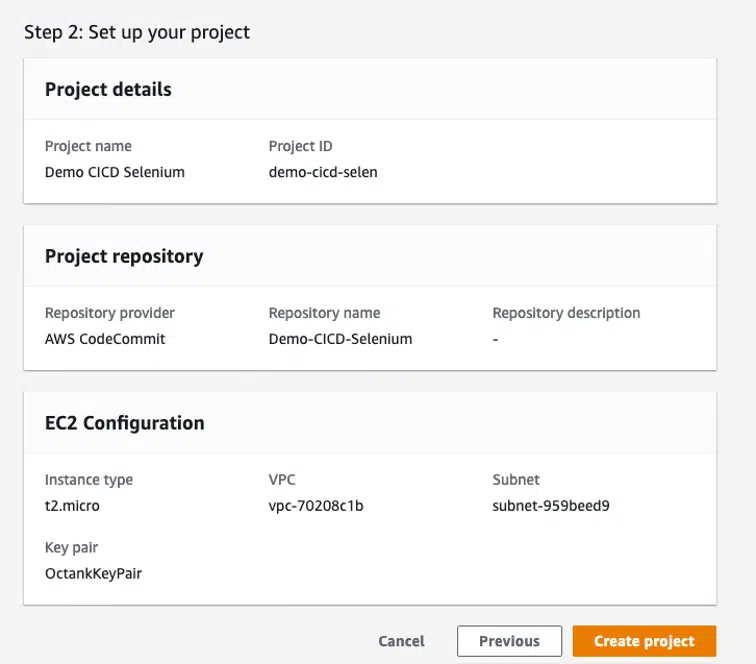 Step 2: Set up your project
Project details
Project name Project ID
Demo CICD Selenium demo-cicd-selen
Project repository
Repository provider Repository name Repository description
AWS CodeCommit Demo-CICD-Selenium -
EC2 Configuration
Instance type VPC Subnet
t2.micro vpc-70208c1b subnet-959beed9
Key pair
OctankKeyPair
Cancel Previous Create project